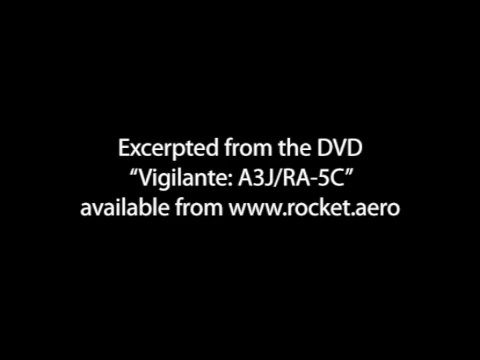 Excerpted from the DVD
“Vigilante: A3J/RA-5C”
available from www.rocket.aero